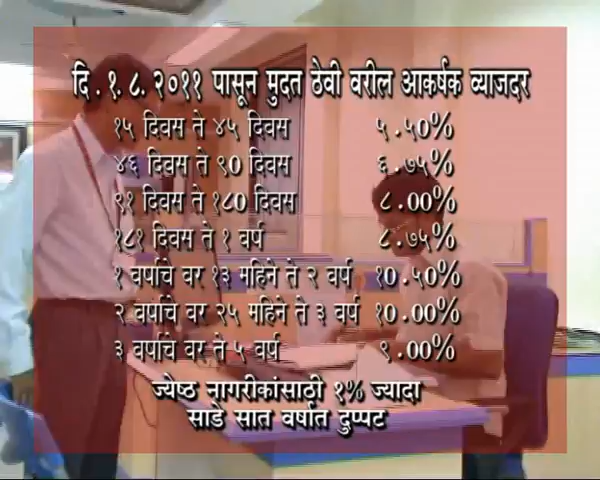 दि . १. ८. २०११ पासून मुदत ठेवी वरील आकर्षक व्याजदर
१५ दिवस ते ४५ दिवस ५.५०%
४६ दिवस ते ९० दिवस ६.७५%
९१ दिवस ते १८० दिवस ८.००%
१८१ दिवस ते १ वर्ष ८.७५%
१ वर्षाचे वर १३ महिने ते २ वर्ष १०.५०%
२ वर्षाचे वर २५ महिने ते ३ वर्ष १०.००%
३ वर्षाचे वर ते ५ वर्ष ९.००%
ज्येष्ठ नागरीकांसाठी १% ज्यादा
साडे सात वर्षात दुप्पट